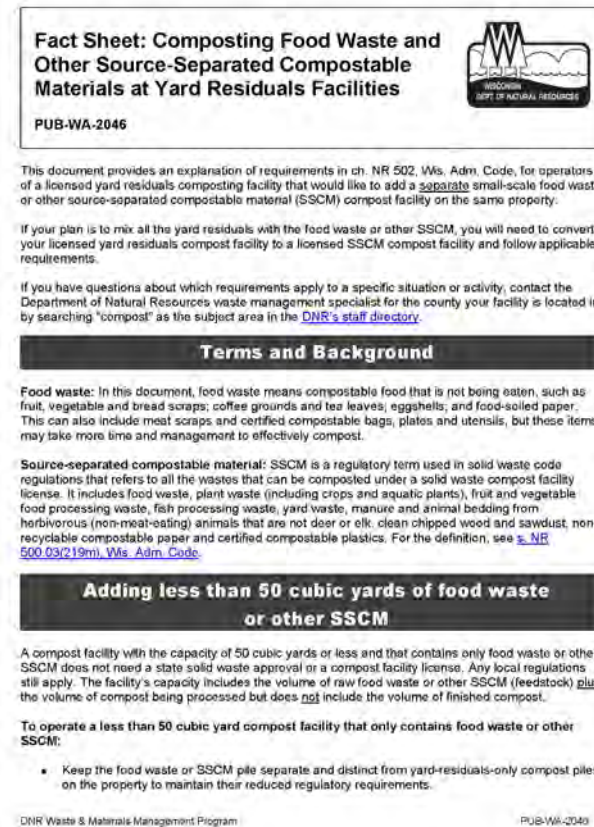 Fact Sheet: Composting Food Waste and
Other Source-Separated Compostable
Materials at Yard Residuals Facilities
PUB-WA-2046
WISCONSIN
DEPT OF NATURAL RESOURCES
This document provides an explanation of requirements in ch. NR 502, Wis. Adm. Code, for operators
of a licensed yard residuals composting facility that would like to add a separate small-scale food wast
or other source-separated compostable material (SSCM) compost facility on the same property.
If your plan is to mix all the yard residuals with the food waste or other SSCM, you will need to convert
your licensed yard residuals compost facility to a licensed SSCM compost facility and follow applicable
requirements.
If you have questions about which requirements apply to a specific situation or activity, contact the
Department of Natural Resources waste management specialist for the county your facility is located in
by searching "compost" as the subject area in the DNR's staff directory.
Terms and Background
Food waste: In this document, food waste means compostable food that is not being eaten, such as
fruit, vegetable and bread scraps; coffee grounds and tea leaves; eggshells; and food-soiled paper.
This can also include meat scraps and certified compostable bags, plates and utensils, but these items
may take more time and management to effectively compost.
Source-separated compostable material: SSCM is a regulatory term used in solid waste code
regulations that refers to all the wastes that can be composted under a solid waste compost facility
license. It includes food waste, plant waste (including crops and aquatic plants), fruit and vegetable
food processing waste, fish processing waste, yard waste, manure and animal bedding from
herbivorous (non-meat-eating) animals that are not deer or elk, clean chipped wood and sawdust, non-
recyclable compostable paper and certified compostable plastics. For the definition, see s. NR
500.03(219m), Wis. Adm. Code.
Adding less than 50 cubic yards of food waste
or other SSCM
A compost facility with the capacity of 50 cubic yards or less and that contains only food waste or othe
SSCM does not need a state solid waste approval or a compost facility license. Any local regulations
still apply. The facility's capacity includes the volume of raw food waste or other SSCM (feedstock) plu
the volume of compost being processed but does not include the volume of finished compost.
To operate a less than 50 cubic yard compost facility that only contains food waste or other
SSCM:
• Keep the food waste or SSCM pile separate and distinct from yard-residuals-only compost pile
on the property to maintain their reduced regulatory requirements.
DNR Waste & Materials Management Program PUB-WA-2046